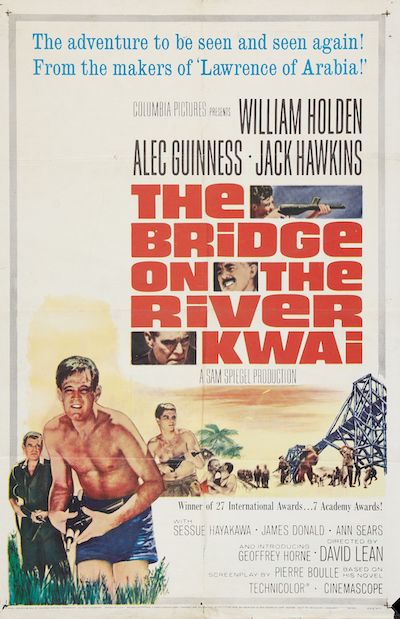 The adventure to be seen and seen again!
From the makers of 'Lawrence of Arabia!'
COLUMBIA PICTURES PRESENTS WILLIAM HOLDEN
ALEC GUINNESS · JACK HAWKINS
THE
BRiDGE
ON THE
RiVER
KWAi
A SAM SPIEGEL PRODUCTION
Winner of 27 International Awards...7 Academy Awards!
WITH
SESSUE HAYAKAWA · JAMES DONALD · ANN SEARS
AND INTRODUCING
GEOFFREY HORNE
DIRECTED BY
DAVID LEAN
SCREENPLAY BY PIERRE BOULLE BASED ON HIS NOVEL
TECHNICOLOR® · CINEMASCOPE